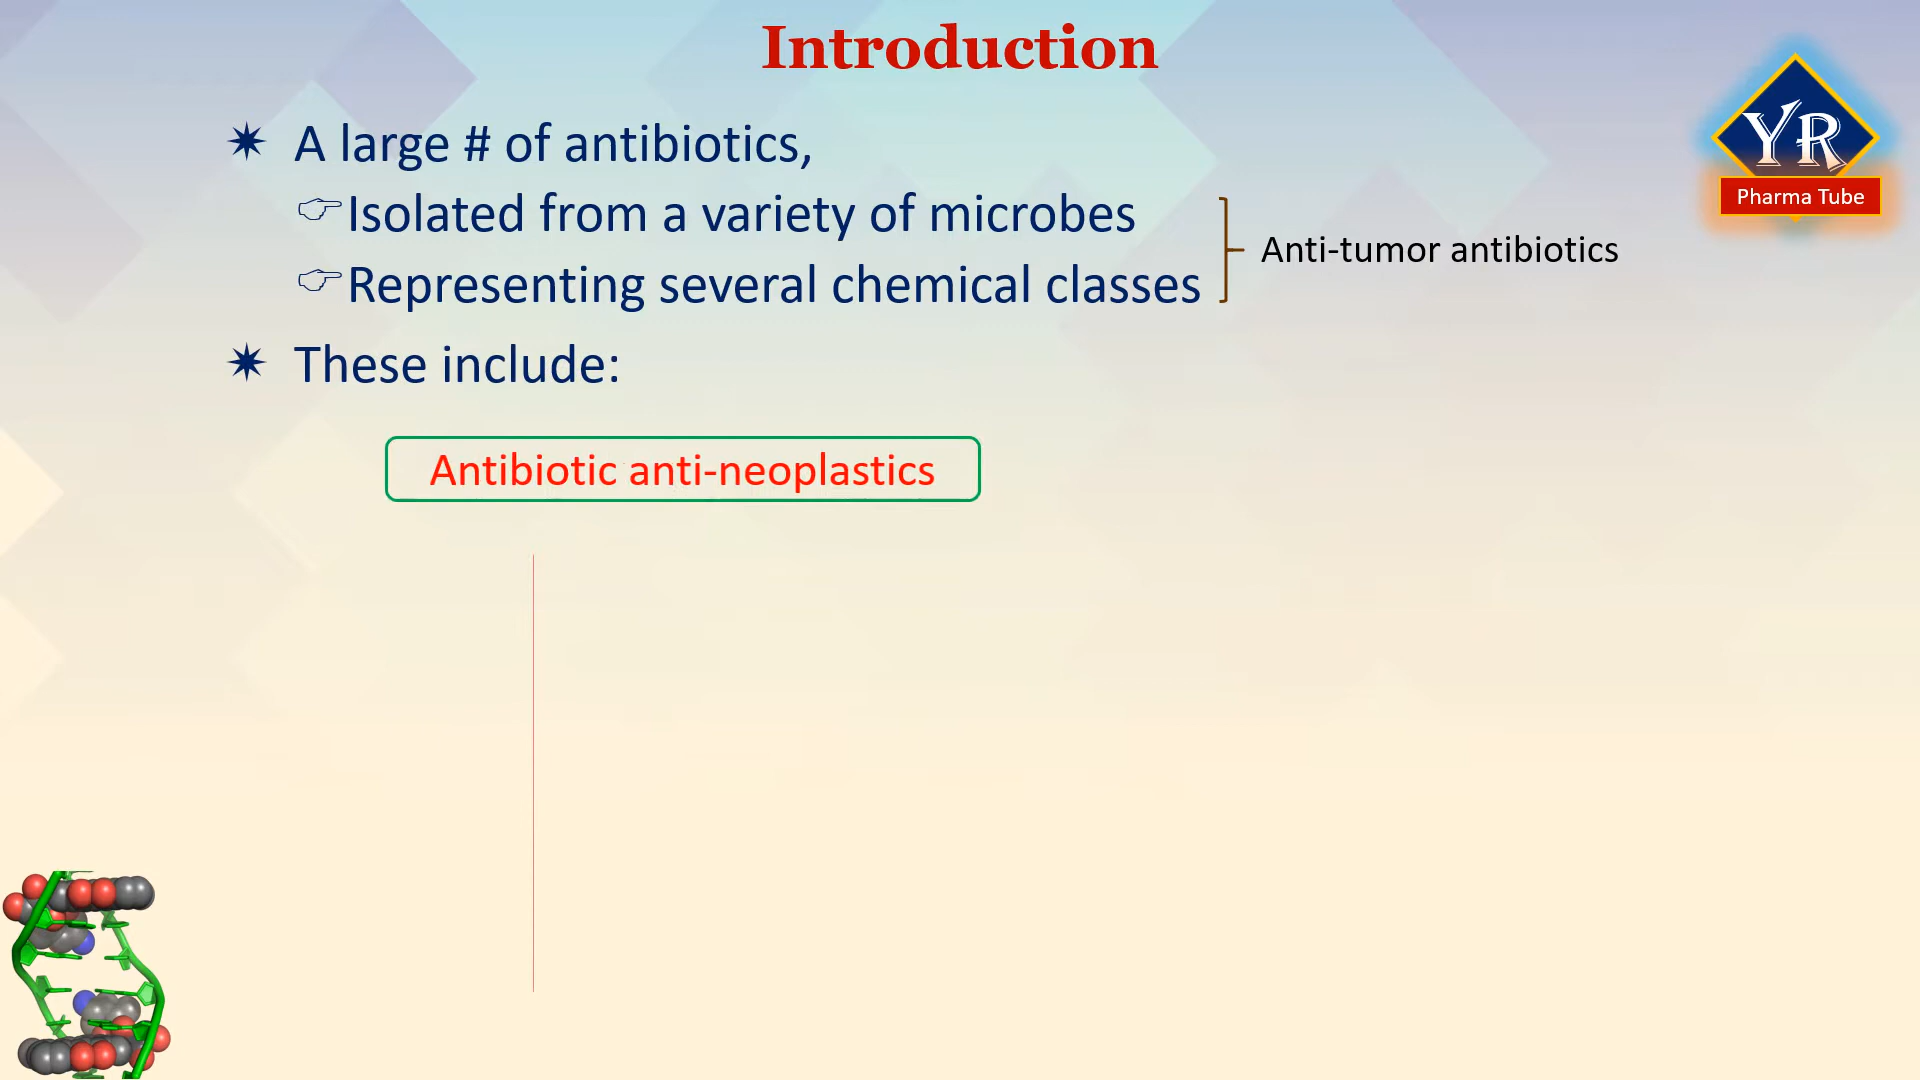 Introduction
YR
Pharma Tube
A large # of antibiotics,
Isolated from a variety of microbes
Representing several chemical classes
Anti-tumor antibiotics
These include:
Antibiotic anti-neoplastics